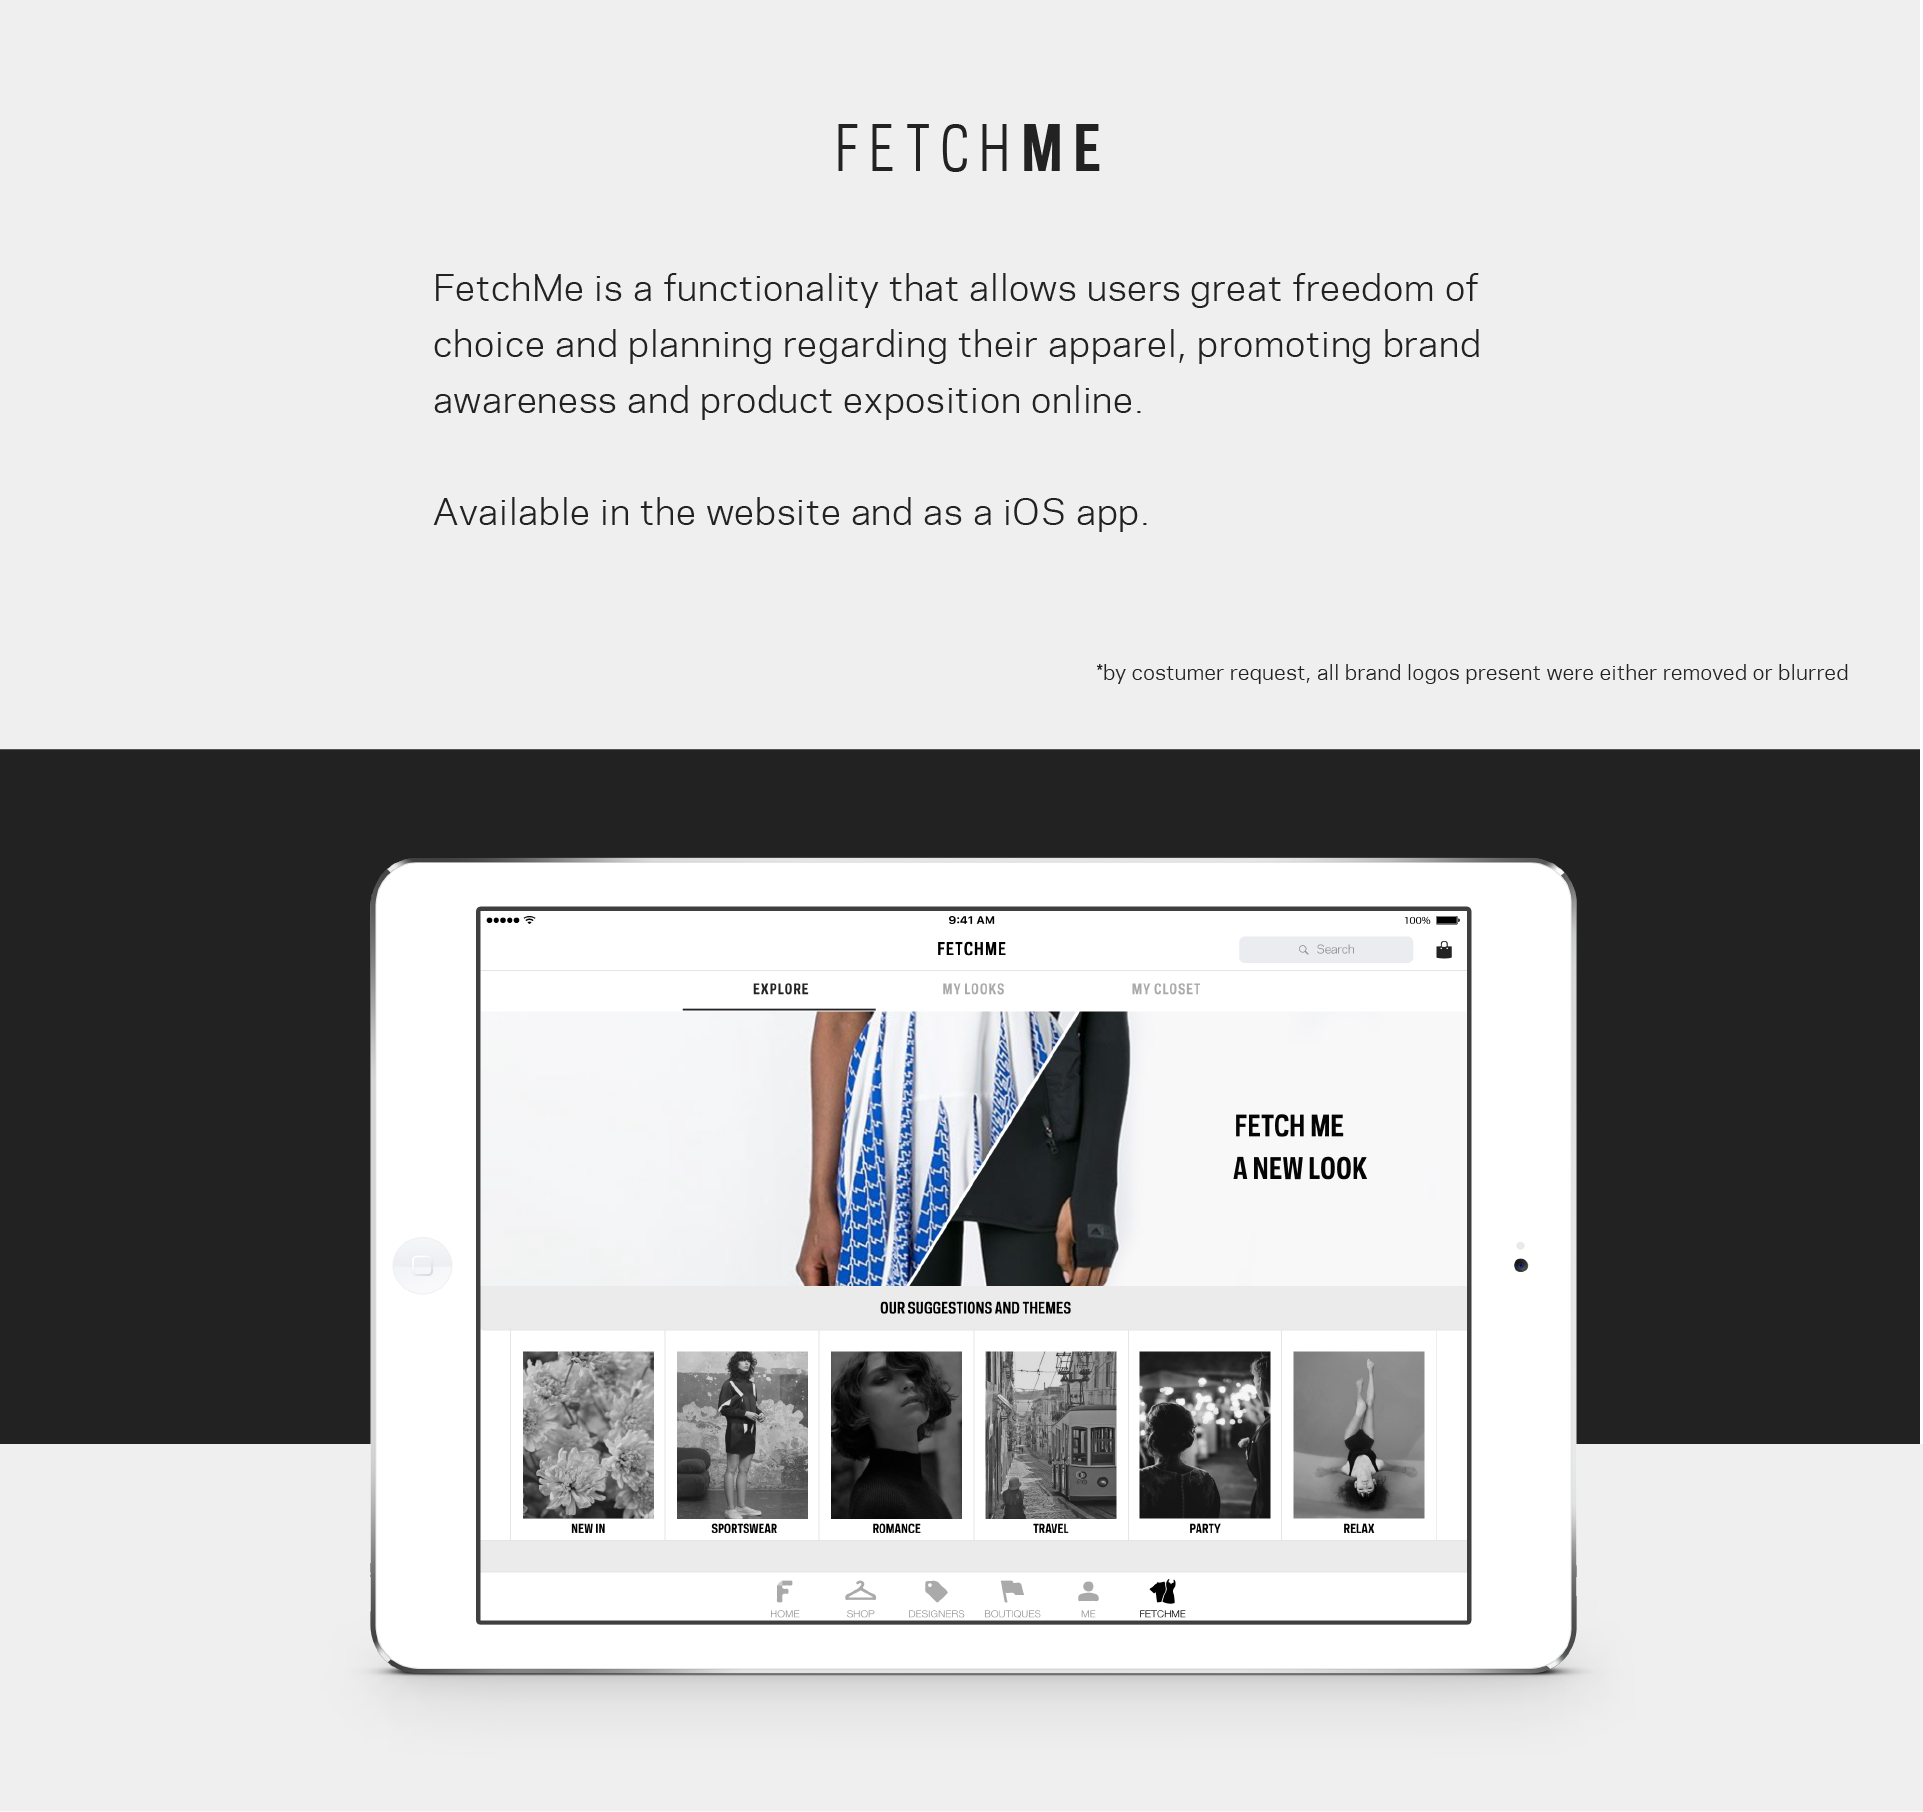 FETCHME
FetchMe is a functionality that allows users great freedom of
choice and planning regarding their apparel, promoting brand
awareness and product exposition online.
Available in the website and as a iOS app.
*by costumer request, all brand logos present were either removed or blurred
9:41 AM
100%
FETCHME
Search
EXPLORE
MY LOOKS
MY CLOSET
FETCH ME
A NEW LOOK
OUR SUGGESTIONS AND THEMES
NEW IN
SPORTSWEAR
ROMANCE
TRAVEL
PARTY
RELAX
F
HOME
SHOP
DESIGNERS
BOUTIQUES
ME
FETCHME